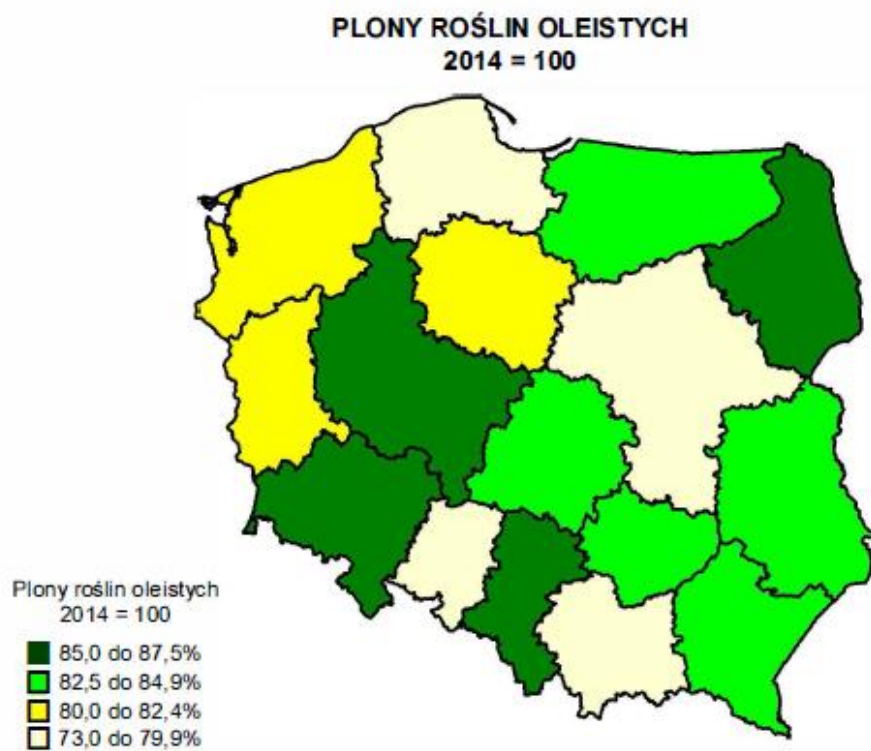 PLONY ROŚLIN OLEISTYCH
2014 = 100
Plony roślin oleistych
2014 = 100
85,0 do 87,5%
82,5 do 84,9%
80,0 do 82,4%
73,0 do 79,9%